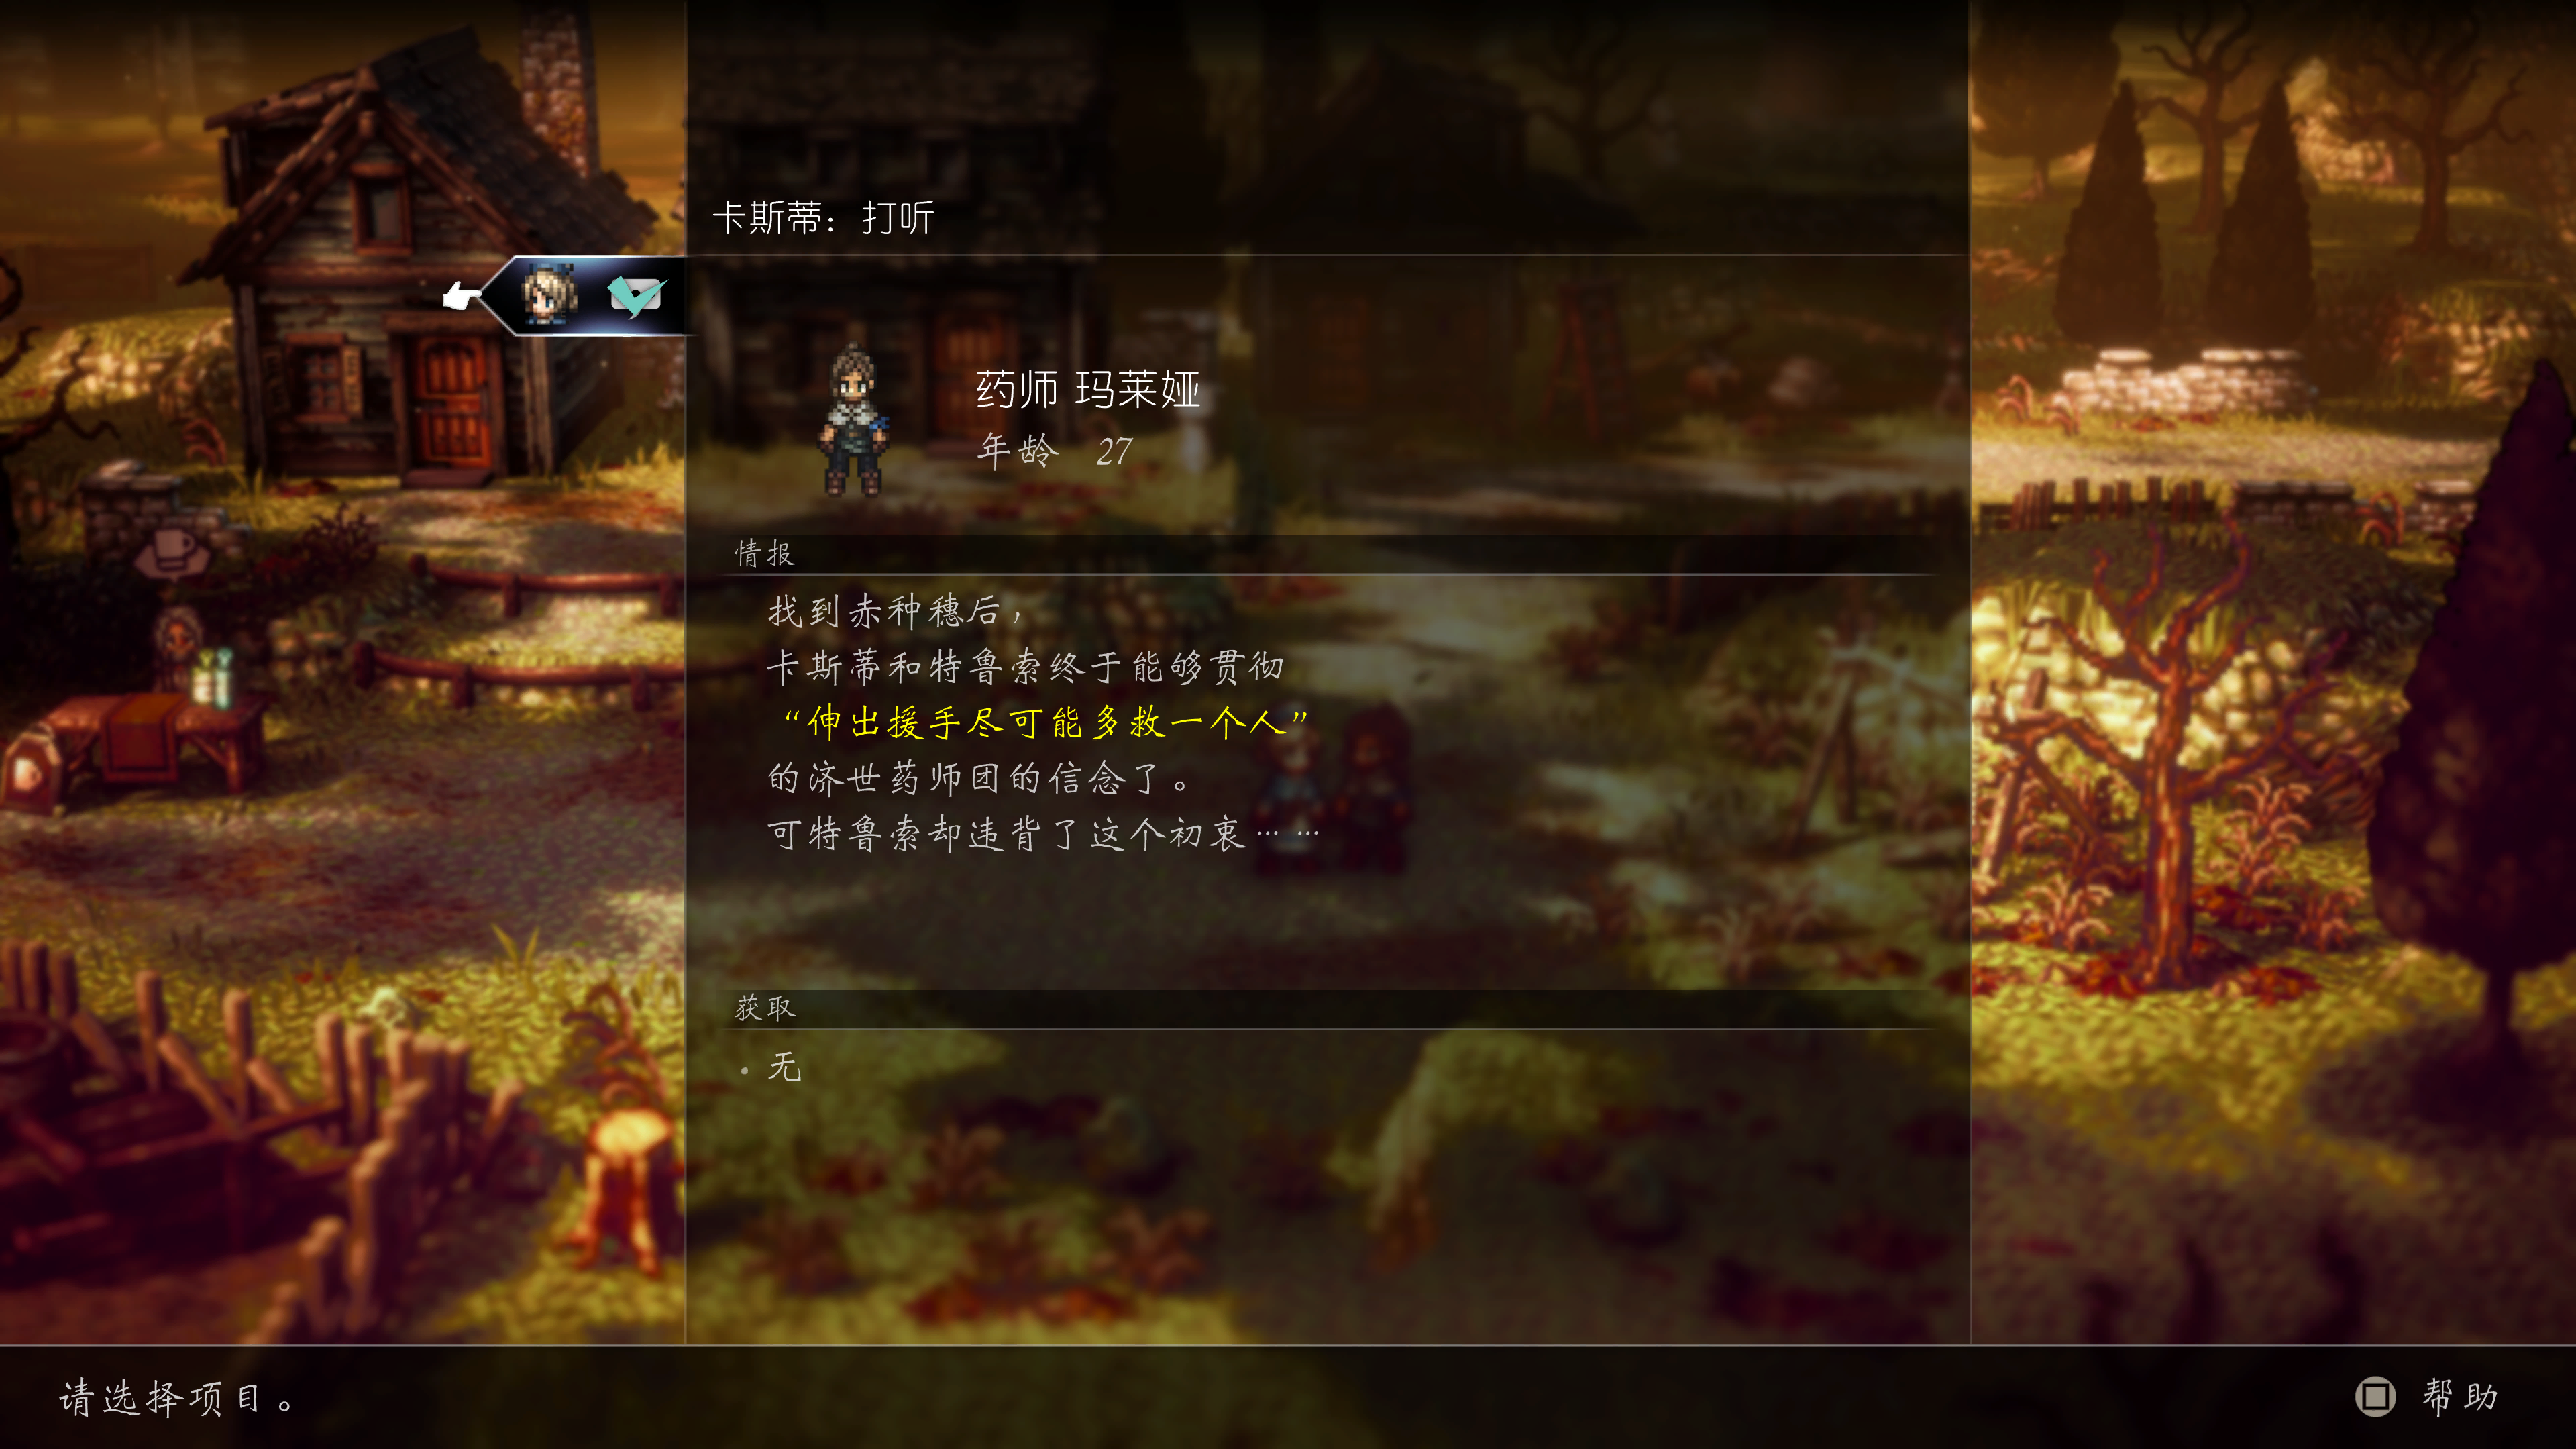 卡斯蒂：打听
药师 玛莱娅
年龄 27
情报
找到赤种穗后，
卡斯蒂和特鲁索终于能够贯彻
“伸出援手尽可能多救一个人”
的济世药师团的信念了。
可特鲁索却违背了这个初衷……
获取
·无
请选择项目。
帮助